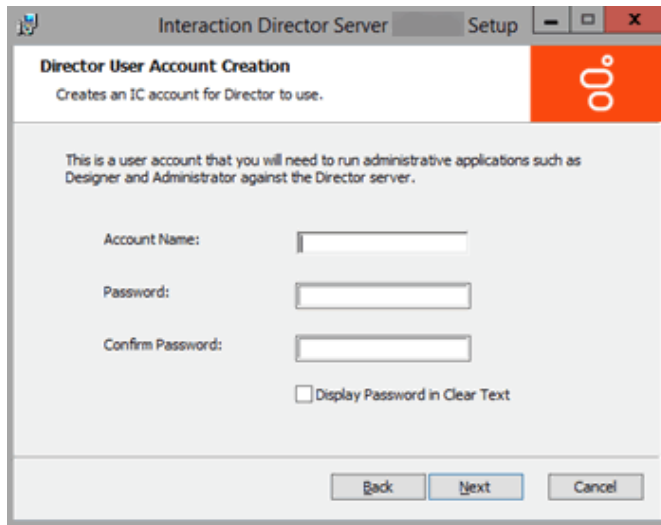 Interaction Director Server Setup
Director User Account Creation
Creates an IC account for Director to use.
This is a user account that you will need to run administrative applications such as
Designer and Administrator against the Director server.
Account Name:
Password:
Confirm Password:
Display Password in Clear Text
Back Next Cancel